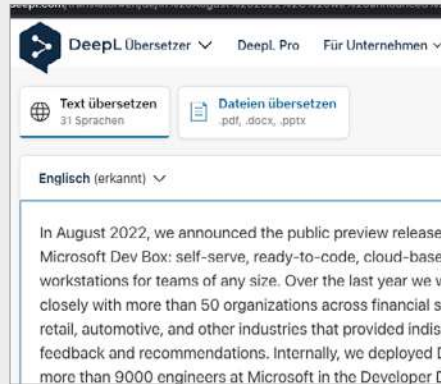 DeepL Übersetzer
DeepL Pro
Für Unternehmen
Text übersetzen
31 Sprachen
Dateien übersetzen
.pdf, .docx, .pptx
Englisch (erkannt)
In August 2022, we announced the public preview release
Microsoft Dev Box: self-serve, ready-to-code, cloud-base
workstations for teams of any size. Over the last year we w
closely with more than 50 organizations across financial s
retail, automotive, and other industries that provided indis
feedback and recommendations. Internally, we deployed D
more than 9000 engineers at Microsoft in the Developer D